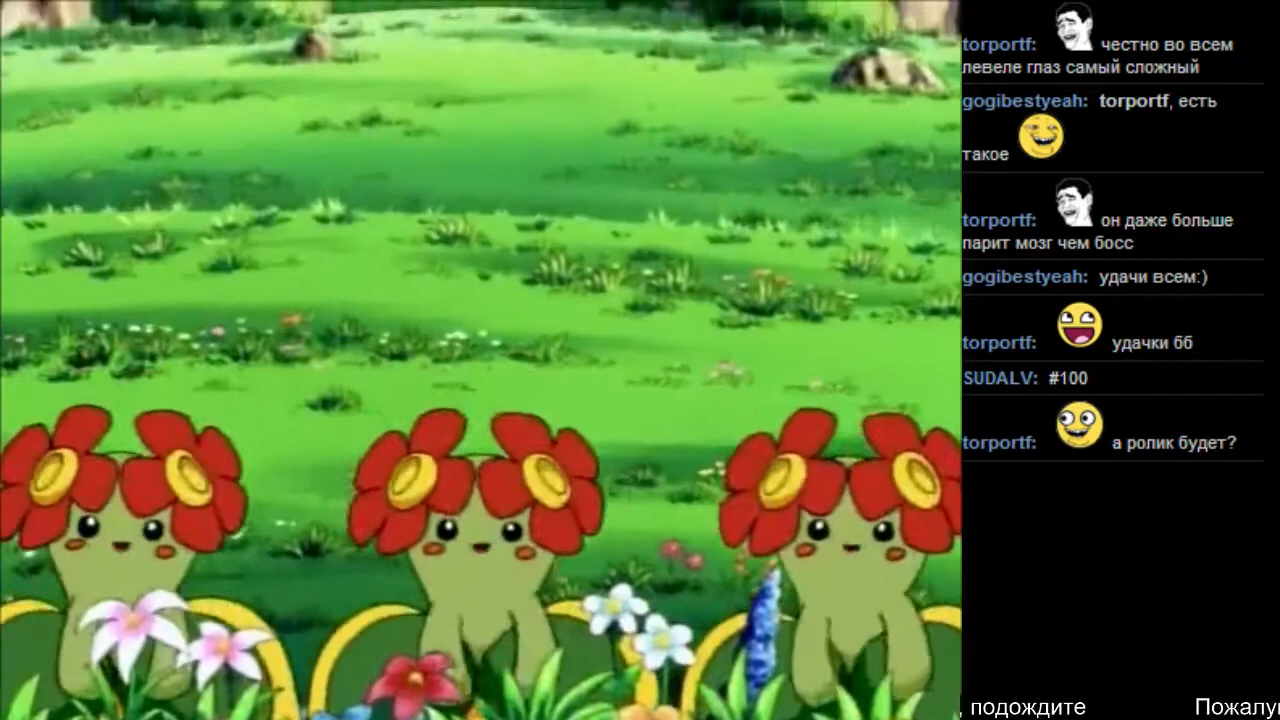 torportf: честно во всем
левеле глаз самый сложный
gogibestyeah: torportf, есть
такое
torportf: он даже больше
парит мозг чем босс
gogibestyeah: удачи всем:)
torportf: удачки бб
SUDALV: #100
torportf: а ролик будет?
, подождите Пожалу